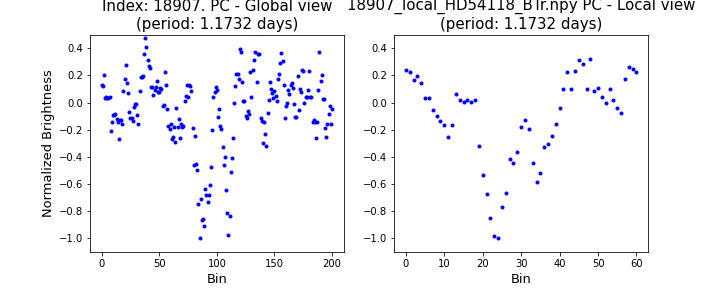 Index: 18907. PC - Global view
(period: 1.1732 days)
18907_local_HD54118_BTr.npy PC - Local view
(period: 1.1732 days)
Normalized Brightness
0.4
0.2
0.0
−0.2
−0.4
−0.6
−0.8
−1.0
0 50 100 150 200
Bin
0.4
0.2
0.0
−0.2
−0.4
−0.6
−0.8
−1.0
0 10 20 30 40 50 60
Bin